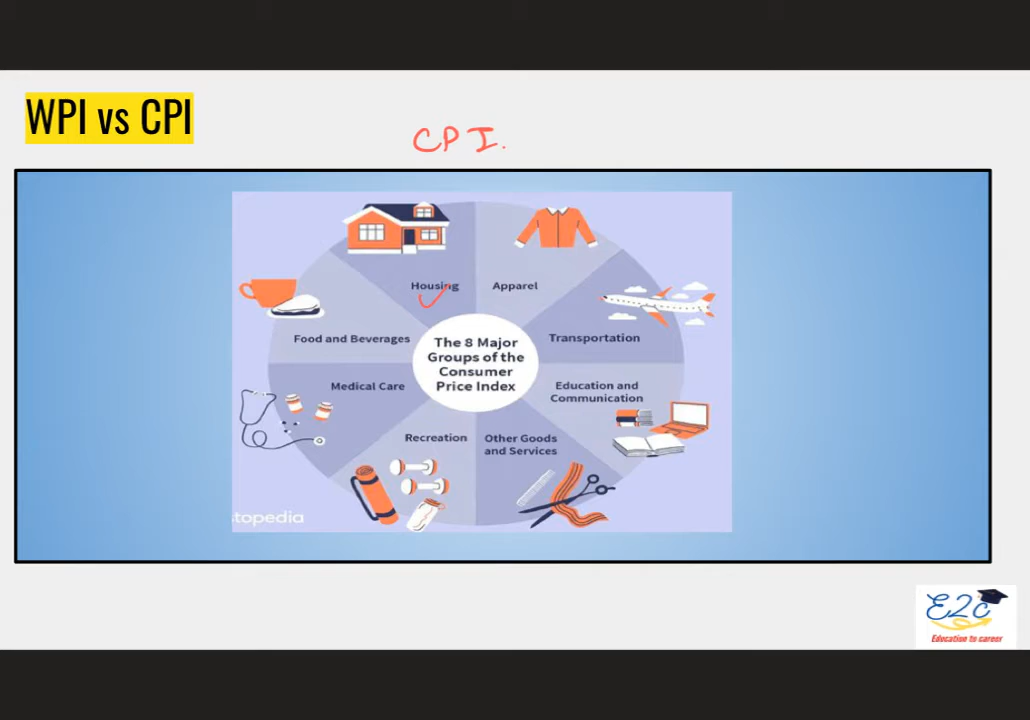 WPI vs CPI
CPI.
Housing
Apparel
Food and Beverages
Transportation
The 8 Major
Groups of the
Consumer
Price Index
Medical Care
Education and
Communication
Recreation
Other Goods
and Services
stopedia
E2c
Education to career